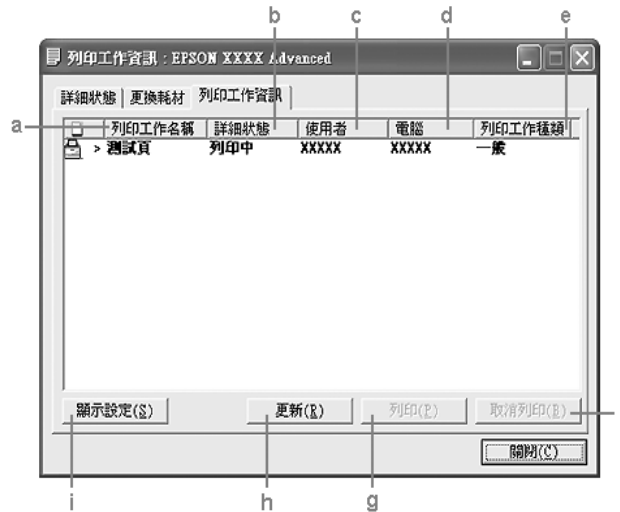 b c d e
列印工作資訊：EPSON XXXX Advanced
詳細狀態 更換耗材 列印工作資訊
a 列印工作名稱 詳細狀態 使用者 電腦 列印工作種類
> 測試頁 列印中 XXXXX XXXXX 一般
顯示設定(S) 更新(R) 列印(P) 取消列印(R)
關閉(C)
i h g